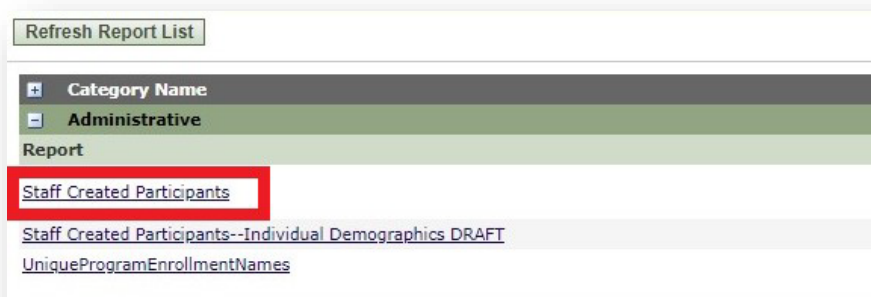 Refresh Report List
Category Name
Administrative
Report
Staff Created Participants
Staff Created Participants--Individual Demographics DRAFT
UniqueProgramEnrollmentNames